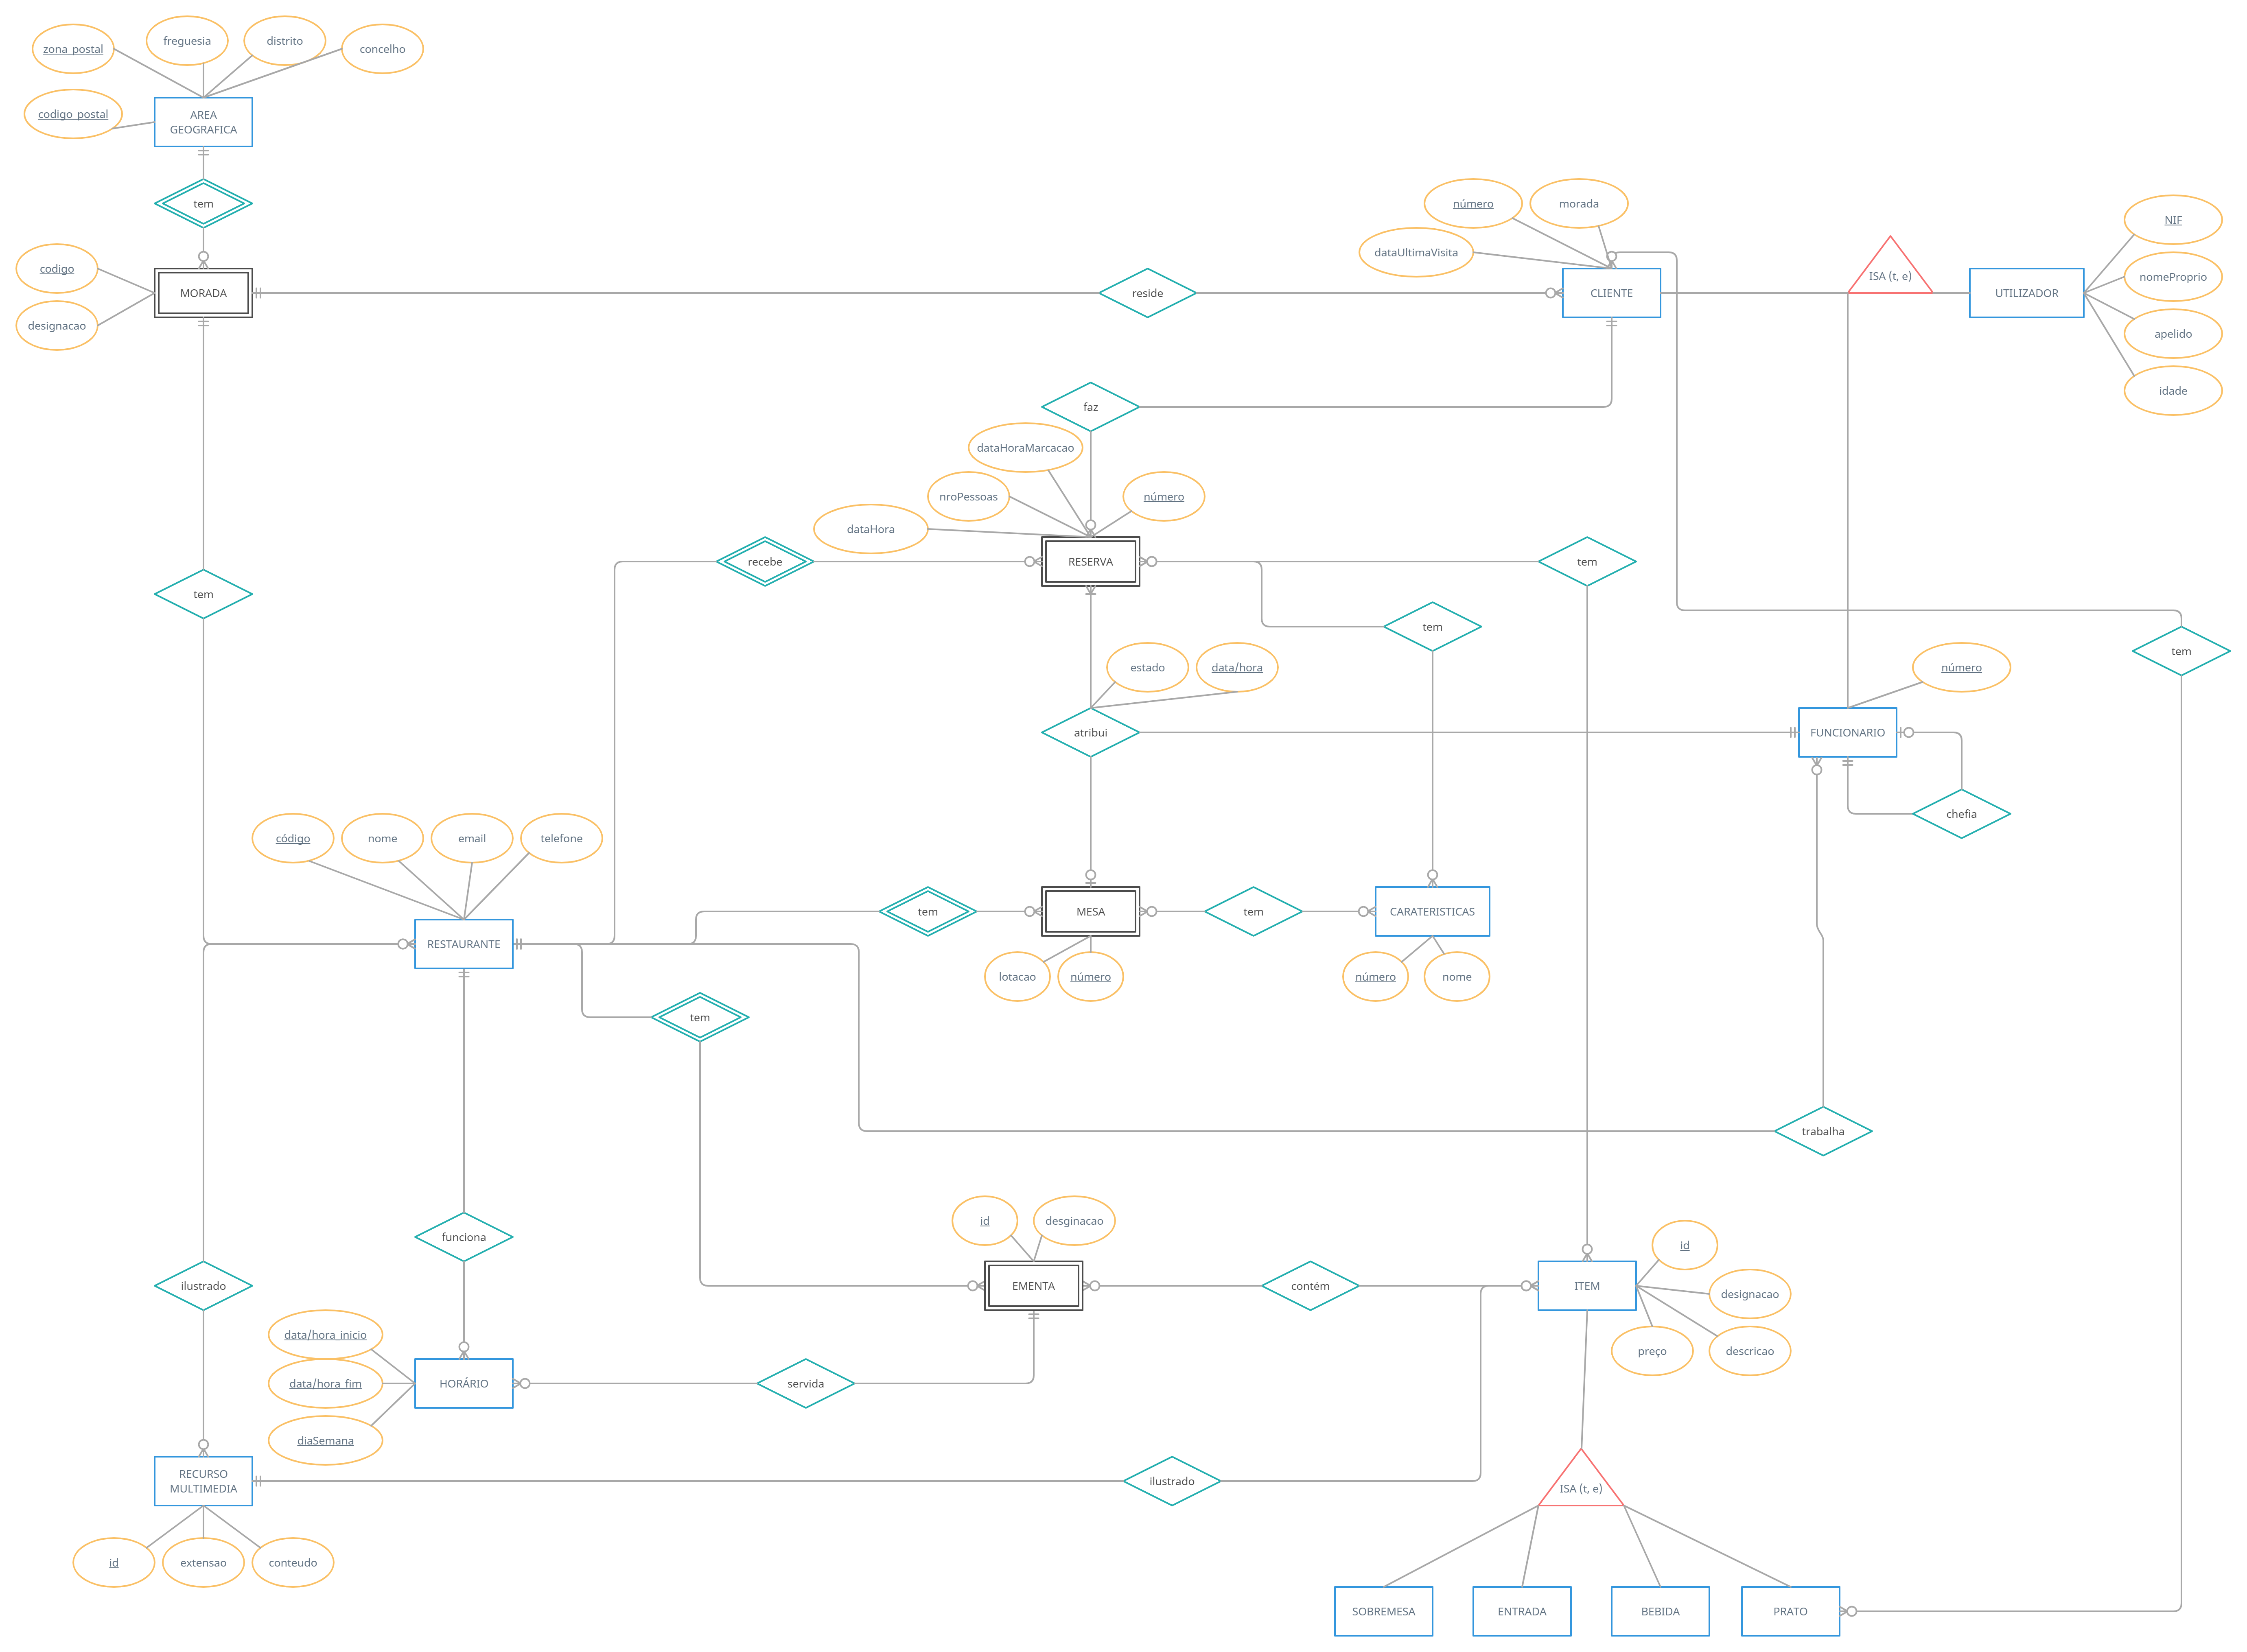 zona_postal
freguesia
distrito
concelho
codigo_postal
AREA
GEOGRAFICA
tem
codigo
designacao
MORADA
reside
número
morada
dataUltimaVisita
CLIENTE
ISA (t, e)
UTILIZADOR
NIF
nomeProprio
apelido
idade
faz
dataHoraMarcacao
nroPessoas
número
dataHora
recebe
RESERVA
tem
tem
tem
tem
estado
data/hora
atribui
número
FUNCIONARIO
chefia
código
nome
email
telefone
RESTAURANTE
tem
MESA
tem
CARATERISTICAS
lotacao
número
número
nome
tem
trabalha
funciona
id
desginacao
EMENTA
contém
ITEM
id
designacao
descricao
preço
ilustrado
data/hora_inicio
data/hora_fim
diaSemana
HORÁRIO
servida
RECURSO
MULTIMEDIA
ilustrado
ISA (t, e)
id
extensao
conteudo
SOBREMESA
ENTRADA
BEBIDA
PRATO